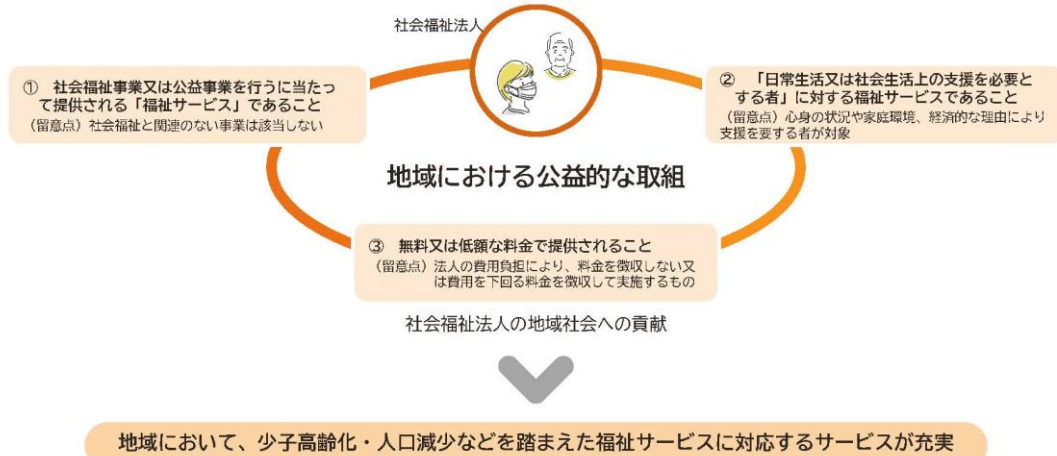 社会福祉法人
① 社会福祉事業又は公益事業を行うに当たっ
て提供される「福祉サービス」であること
（留意点）社会福祉と関連のない事業は該当しない
② 「日常生活又は社会生活上の支援を必要と
する者」に対する福祉サービスであること
（留意点）心身の状況や家庭環境、経済的な理由により
支援を要する者が対象
地域における公益的な取組
③ 無料又は低額な料金で提供されること
（留意点）法人の費用負担により、料金を徴収しない又
は費用を下回る料金を徴収して実施するもの
社会福祉法人の地域社会への貢献
地域において、少子高齢化・人口減少などを踏まえた福祉サービスに対応するサービスが充実